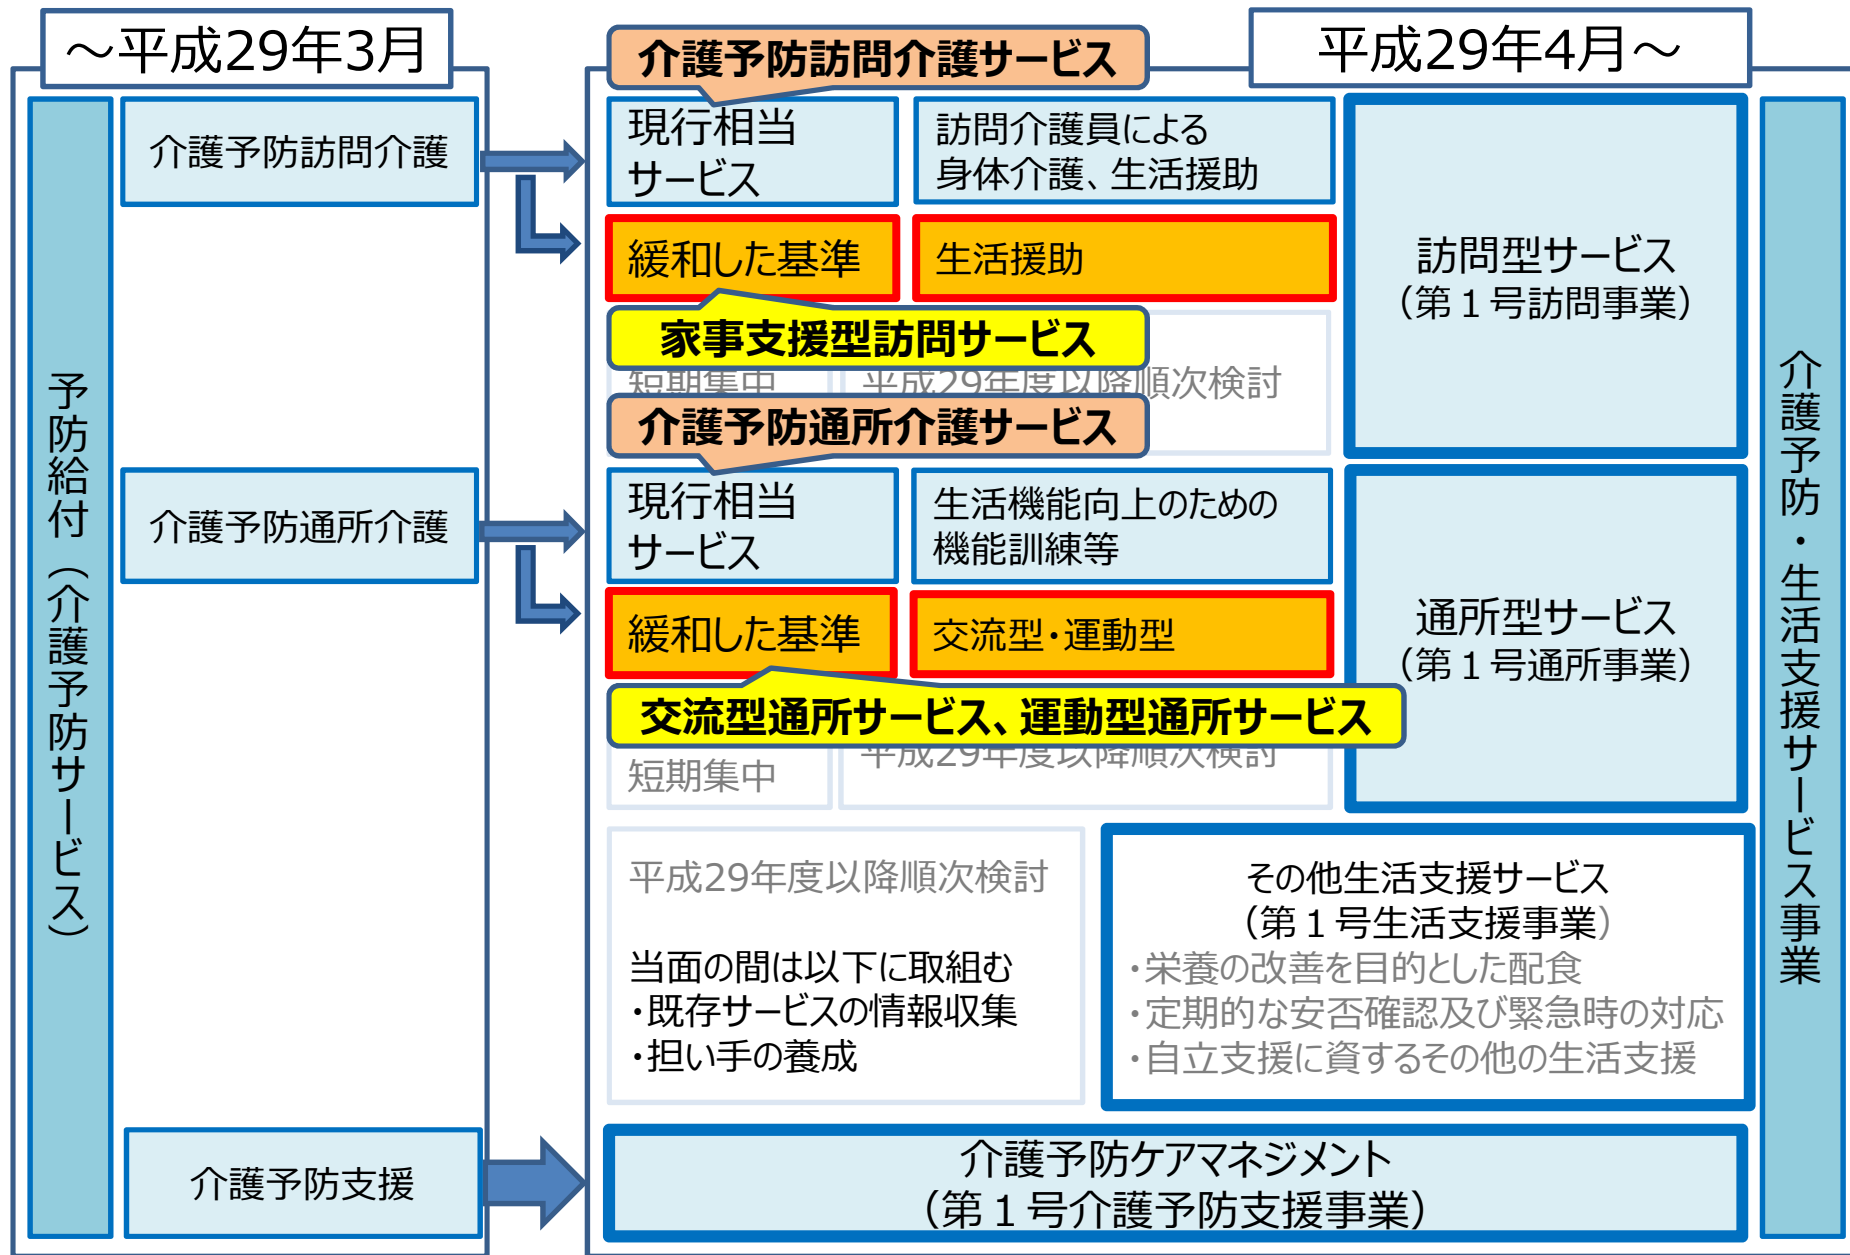 ～平成29年3月
予防給付（介護予防サービス）
介護予防訪問介護
介護予防通所介護
介護予防支援
平成29年4月～
介護予防訪問介護サービス
現行相当
サービス
訪問介護員による
身体介護、生活援助
緩和した基準
生活援助
家事支援型訪問サービス
短期集中
平成29年度以降順次検討
訪問型サービス
（第１号訪問事業）
介護予防通所介護サービス
現行相当
サービス
生活機能向上のための
機能訓練等
緩和した基準
交流型・運動型
交流型通所サービス、運動型通所サービス
短期集中
平成29年度以降順次検討
通所型サービス
（第１号通所事業）
平成29年度以降順次検討
当面の間は以下に取組む
・既存サービスの情報収集
・担い手の養成
その他生活支援サービス
（第１号生活支援事業）
・栄養の改善を目的とした配食
・定期的な安否確認及び緊急時の対応
・自立支援に資するその他の生活支援
介護予防ケアマネジメント
（第１号介護予防支援事業）
介護予防・生活支援サービス事業